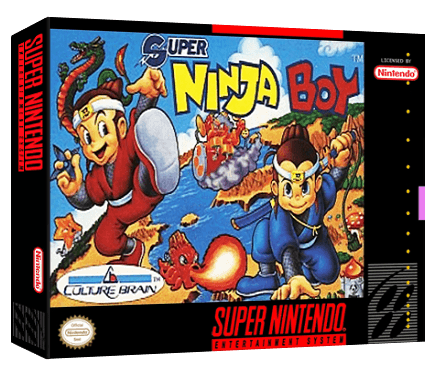 SUPER NINTENDO
Nintendo
SUPER
NINJA BOY
TM
LICENSED BY
Nintendo
CULTURE BRAIN
TM
SUPER NINTENDO
ENTERTAINMENT SYSTEM